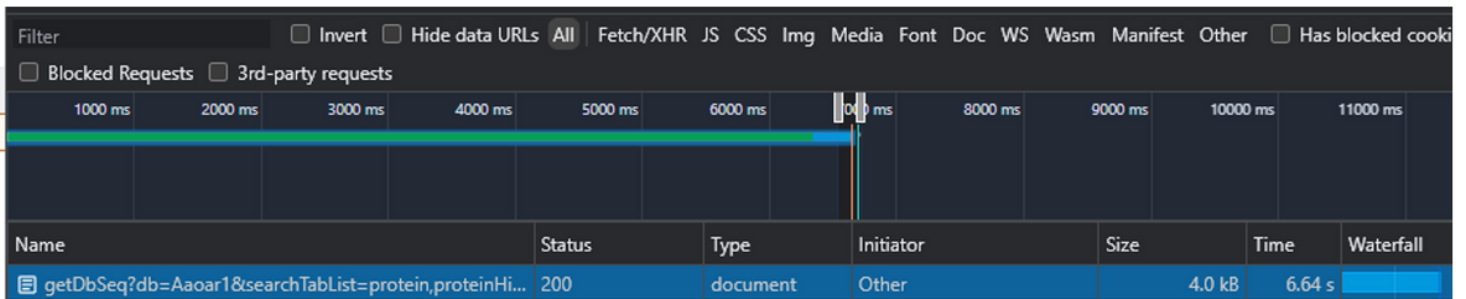 Filter Invert Hide data URLs All Fetch/XHR JS CSS Img Media Font Doc WS Wasm Manifest Other Has blocked cooki
Blocked Requests 3rd-party requests
1000 ms 2000 ms 3000 ms 4000 ms 5000 ms 6000 ms ms 8000 ms 9000 ms 10000 ms 11000 ms
Name Status Type Initiator Size Time Waterfall
getDbSeq?db=Aaoar1&searchTabList=protein,proteinHi... 200 document Other 4.0 kB 6.64 s